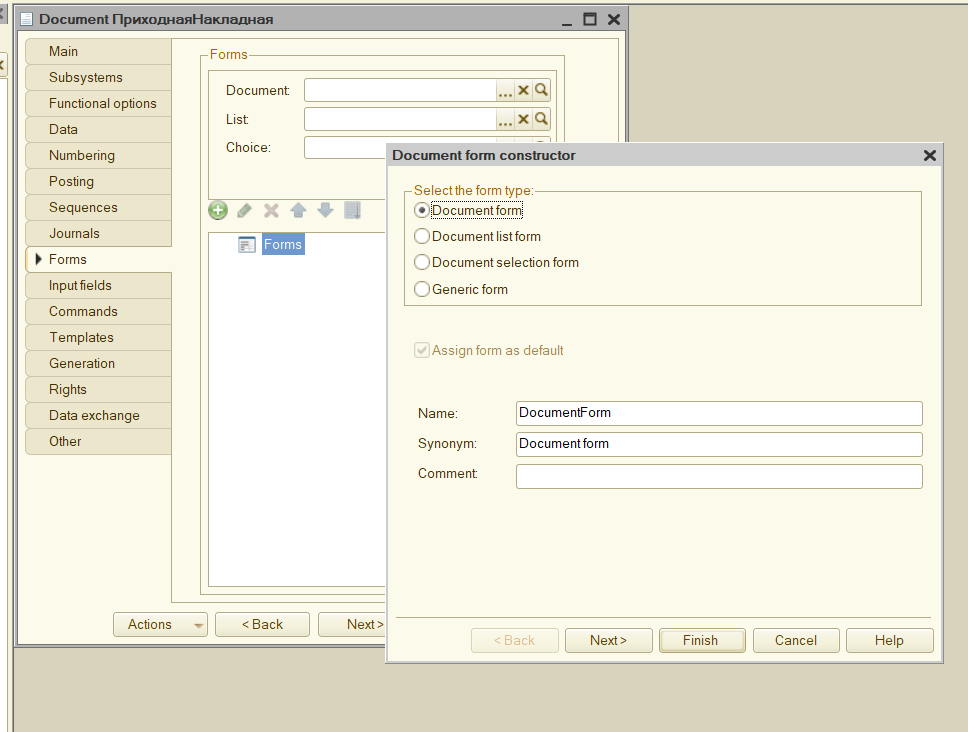 Document ПриходнаяНакладная
Main
Subsystems
Functional options
Data
Numbering
Posting
Sequences
Journals
Forms
Input fields
Commands
Templates
Generation
Rights
Data exchange
Other
Forms
Document:
List:
Choice:
Forms
Actions
< Back
Next >
Document form constructor
Select the form type:
Document form
Document list form
Document selection form
Generic form
Assign form as default
Name:
DocumentForm
Synonym:
Document form
Comment:
< Back
Next >
Finish
Cancel
Help